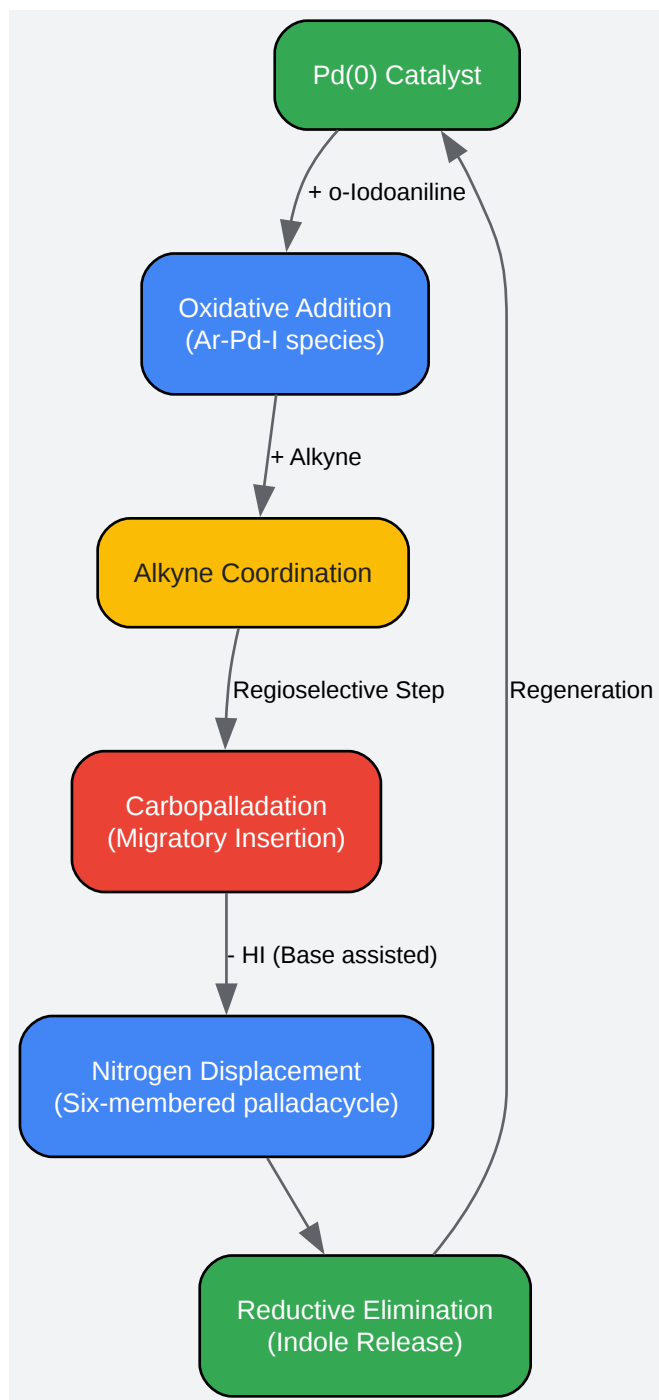 Pd(0) Catalyst
+ o-Iodoaniline
Oxidative Addition
(Ar-Pd-I species)
+ Alkyne
Alkyne Coordination
Regioselective Step
Regeneration
Carbopalladation
(Migratory Insertion)
- HI (Base assisted)
Nitrogen Displacement
(Six-membered palladacycle)
Reductive Elimination
(Indole Release)